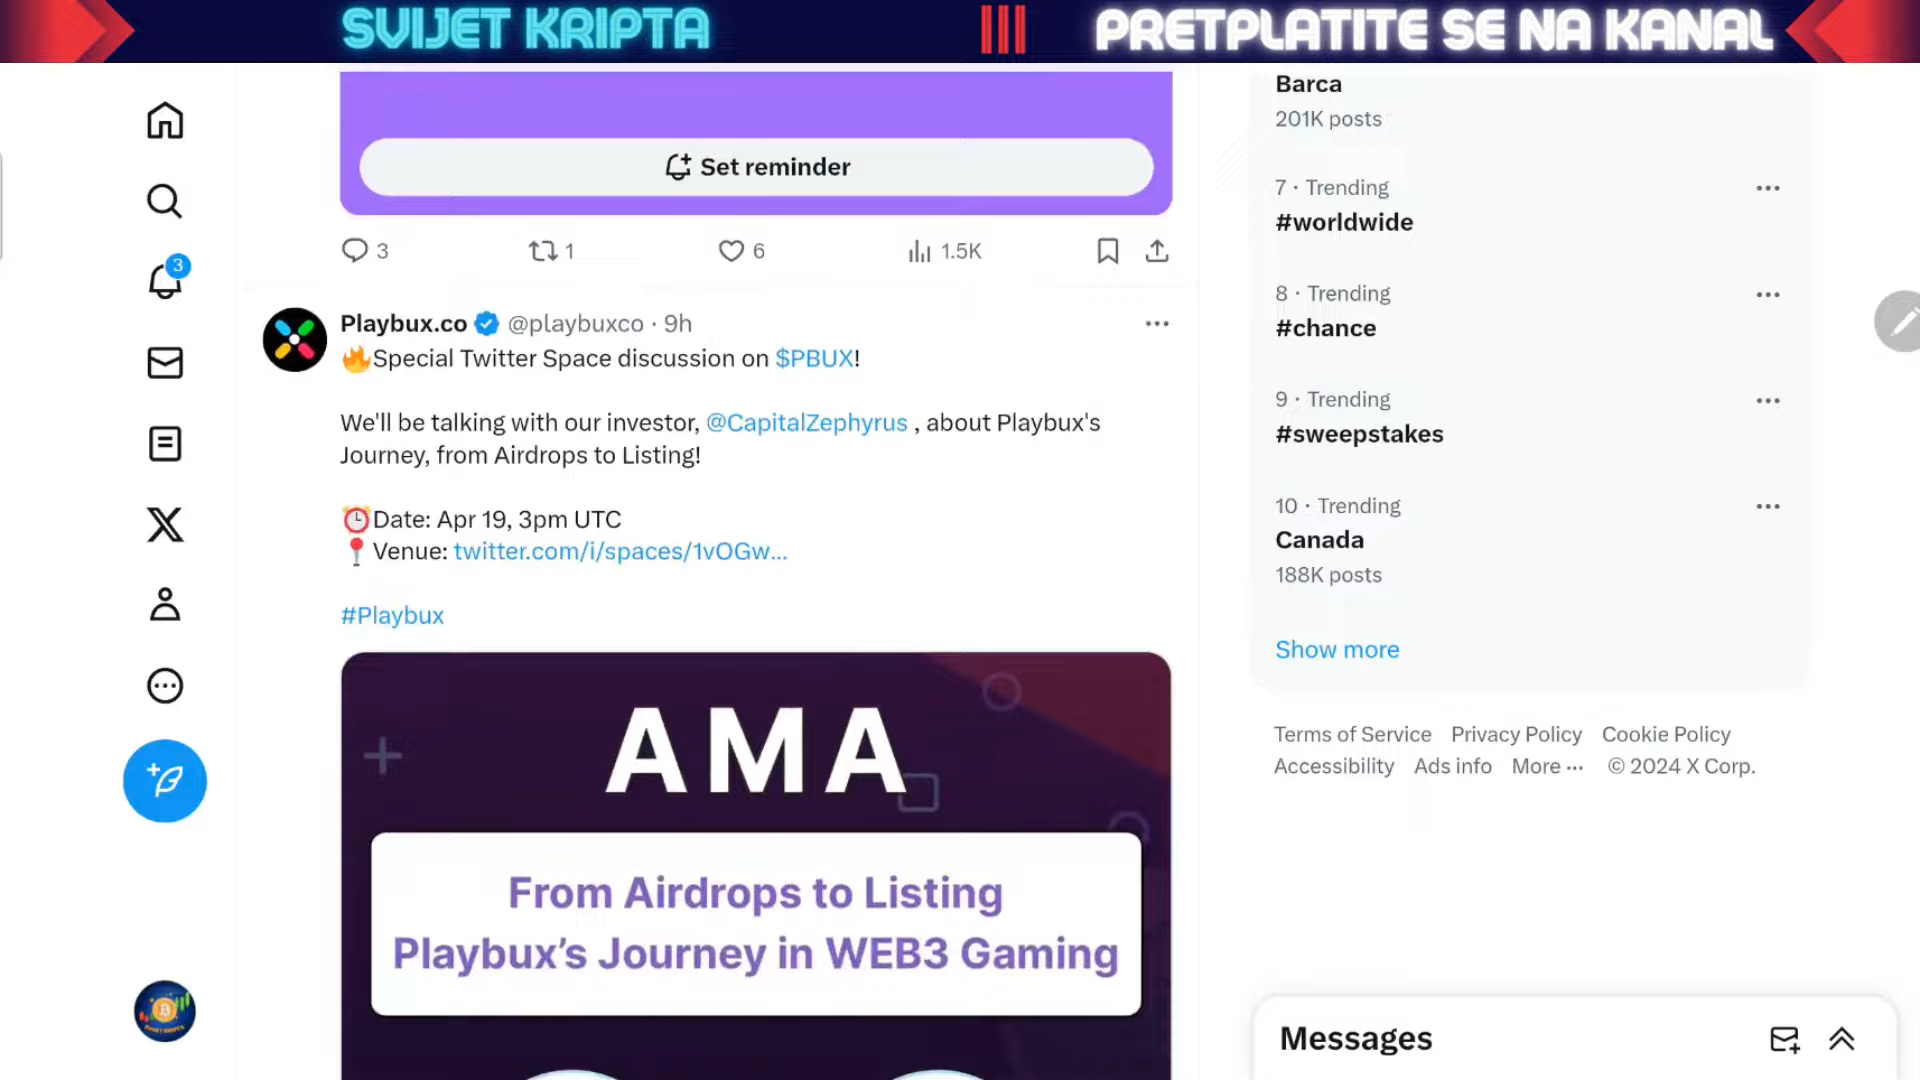 SVIJET KRIPTA
PRETPLATITE SE NA KANAL
Set reminder
3
1
6
1.5K
3
Playbux.co @playbuxco · 9h
🔥Special Twitter Space discussion on $PBUX!
We'll be talking with our investor, @CapitalZephyrus , about Playbux's
Journey, from Airdrops to Listing!
⏰Date: Apr 19, 3pm UTC
📍Venue: twitter.com/i/spaces/1vOGw...
#Playbux
AMA
From Airdrops to Listing
Playbux's Journey in WEB3 Gaming
Barca
201K posts
7 · Trending
#worldwide
8 · Trending
#chance
9 · Trending
#sweepstakes
10 · Trending
Canada
188K posts
Show more
Terms of Service Privacy Policy Cookie Policy
Accessibility Ads info More ··· © 2024 X Corp.
Messages